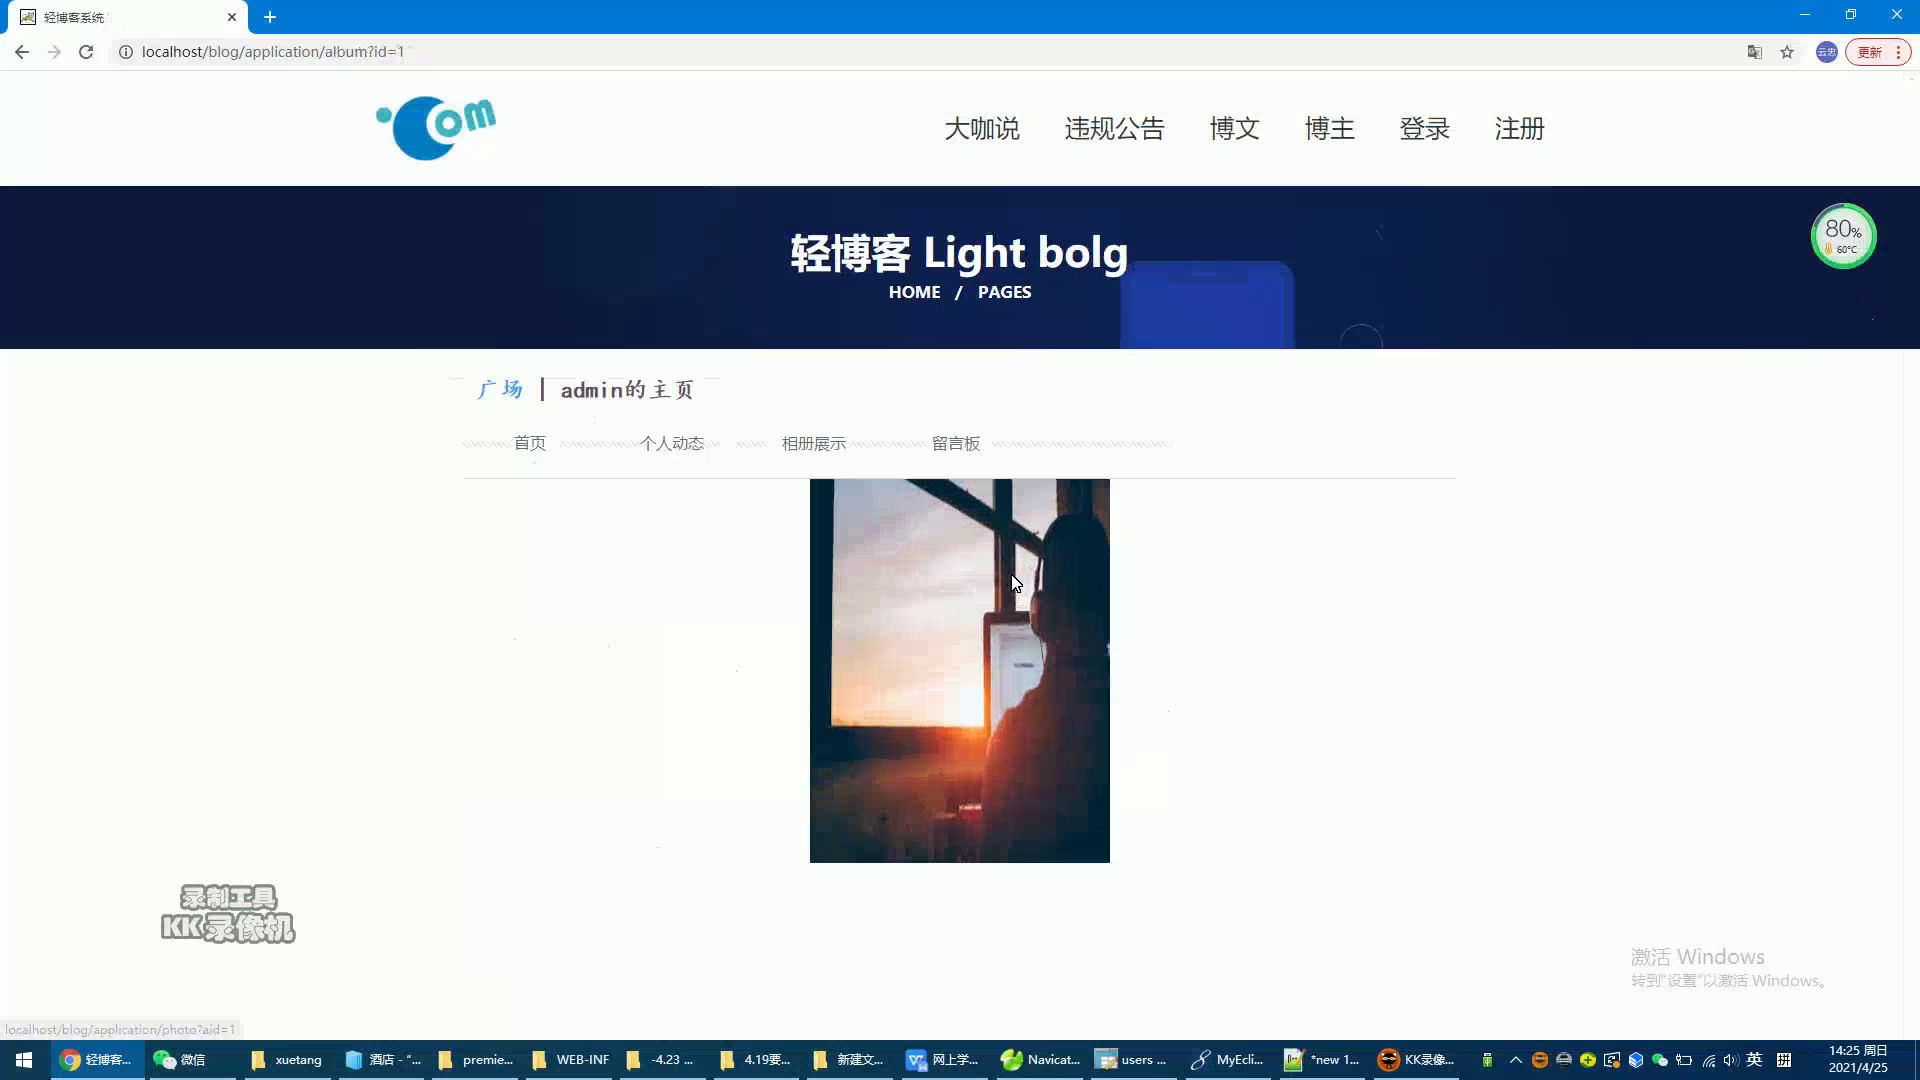 轻博客系统
localhost/blog/application/album?id=1
云忠
更新
com
大咖说 违规公告 博文 博主 登录 注册
轻博客 Light bolg
HOME / PAGES
80%
60°C
广场 | admin的主页
首页 个人动态 相册展示 留言板
录制工具
KK录像机
激活 Windows
转到"设置"以激活 Windows。
localhost/blog/application/photo?aid=1
轻博客... 微信 xuetang 酒店 - "... premie... WEB-INF -4.23 ... 4.19要... 新建文... 网上学... Navicat... users ... MyEcli... *new 1... KK录像... 英 拼
14:25 周日
2021/4/25